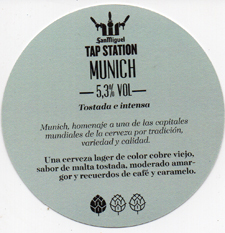 SanMiguel
TAP STATION
MUNICH
5,3% VOL
Tostada e intensa
Munich, homenaje a uno de las capitales
mundiales de lo cerveza por tradición,
variedad y calidad.
Una cerveza lager de color cobre viejo,
sabor de malta tostada, moderado amar-
gor y recuerdos de café y caramelo.